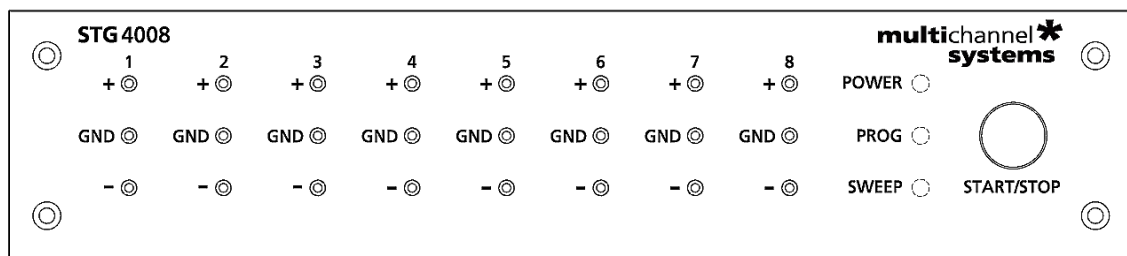 STG 4008
multichannel *
systems
1 2 3 4 5 6 7 8
+ + + + + + + + POWER
GND GND GND GND GND GND GND GND PROG
- - - - - - - - SWEEP START/STOP